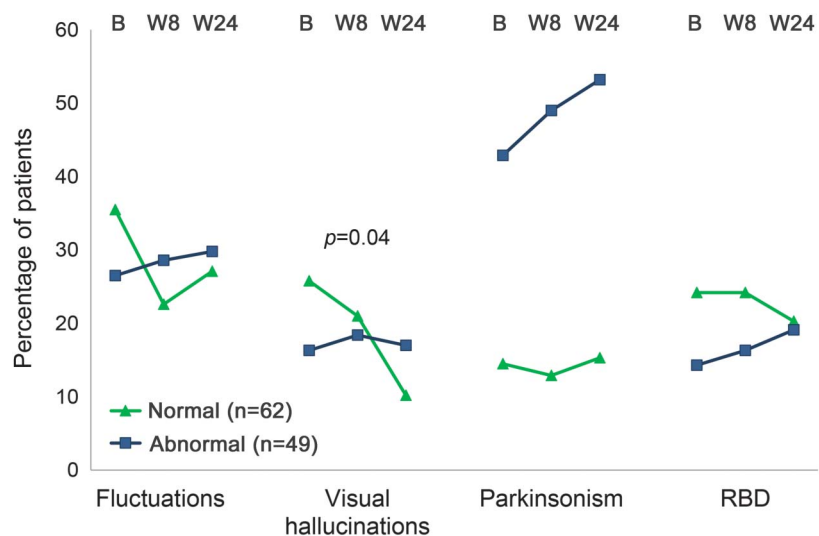 B W8 W24 B W8 W24 B W8 W24 B W8 W24
60
50
40
30
20
10
0
Percentage of patients
p=0.04
Normal (n=62)
Abnormal (n=49)
Fluctuations Visual hallucinations Parkinsonism RBD